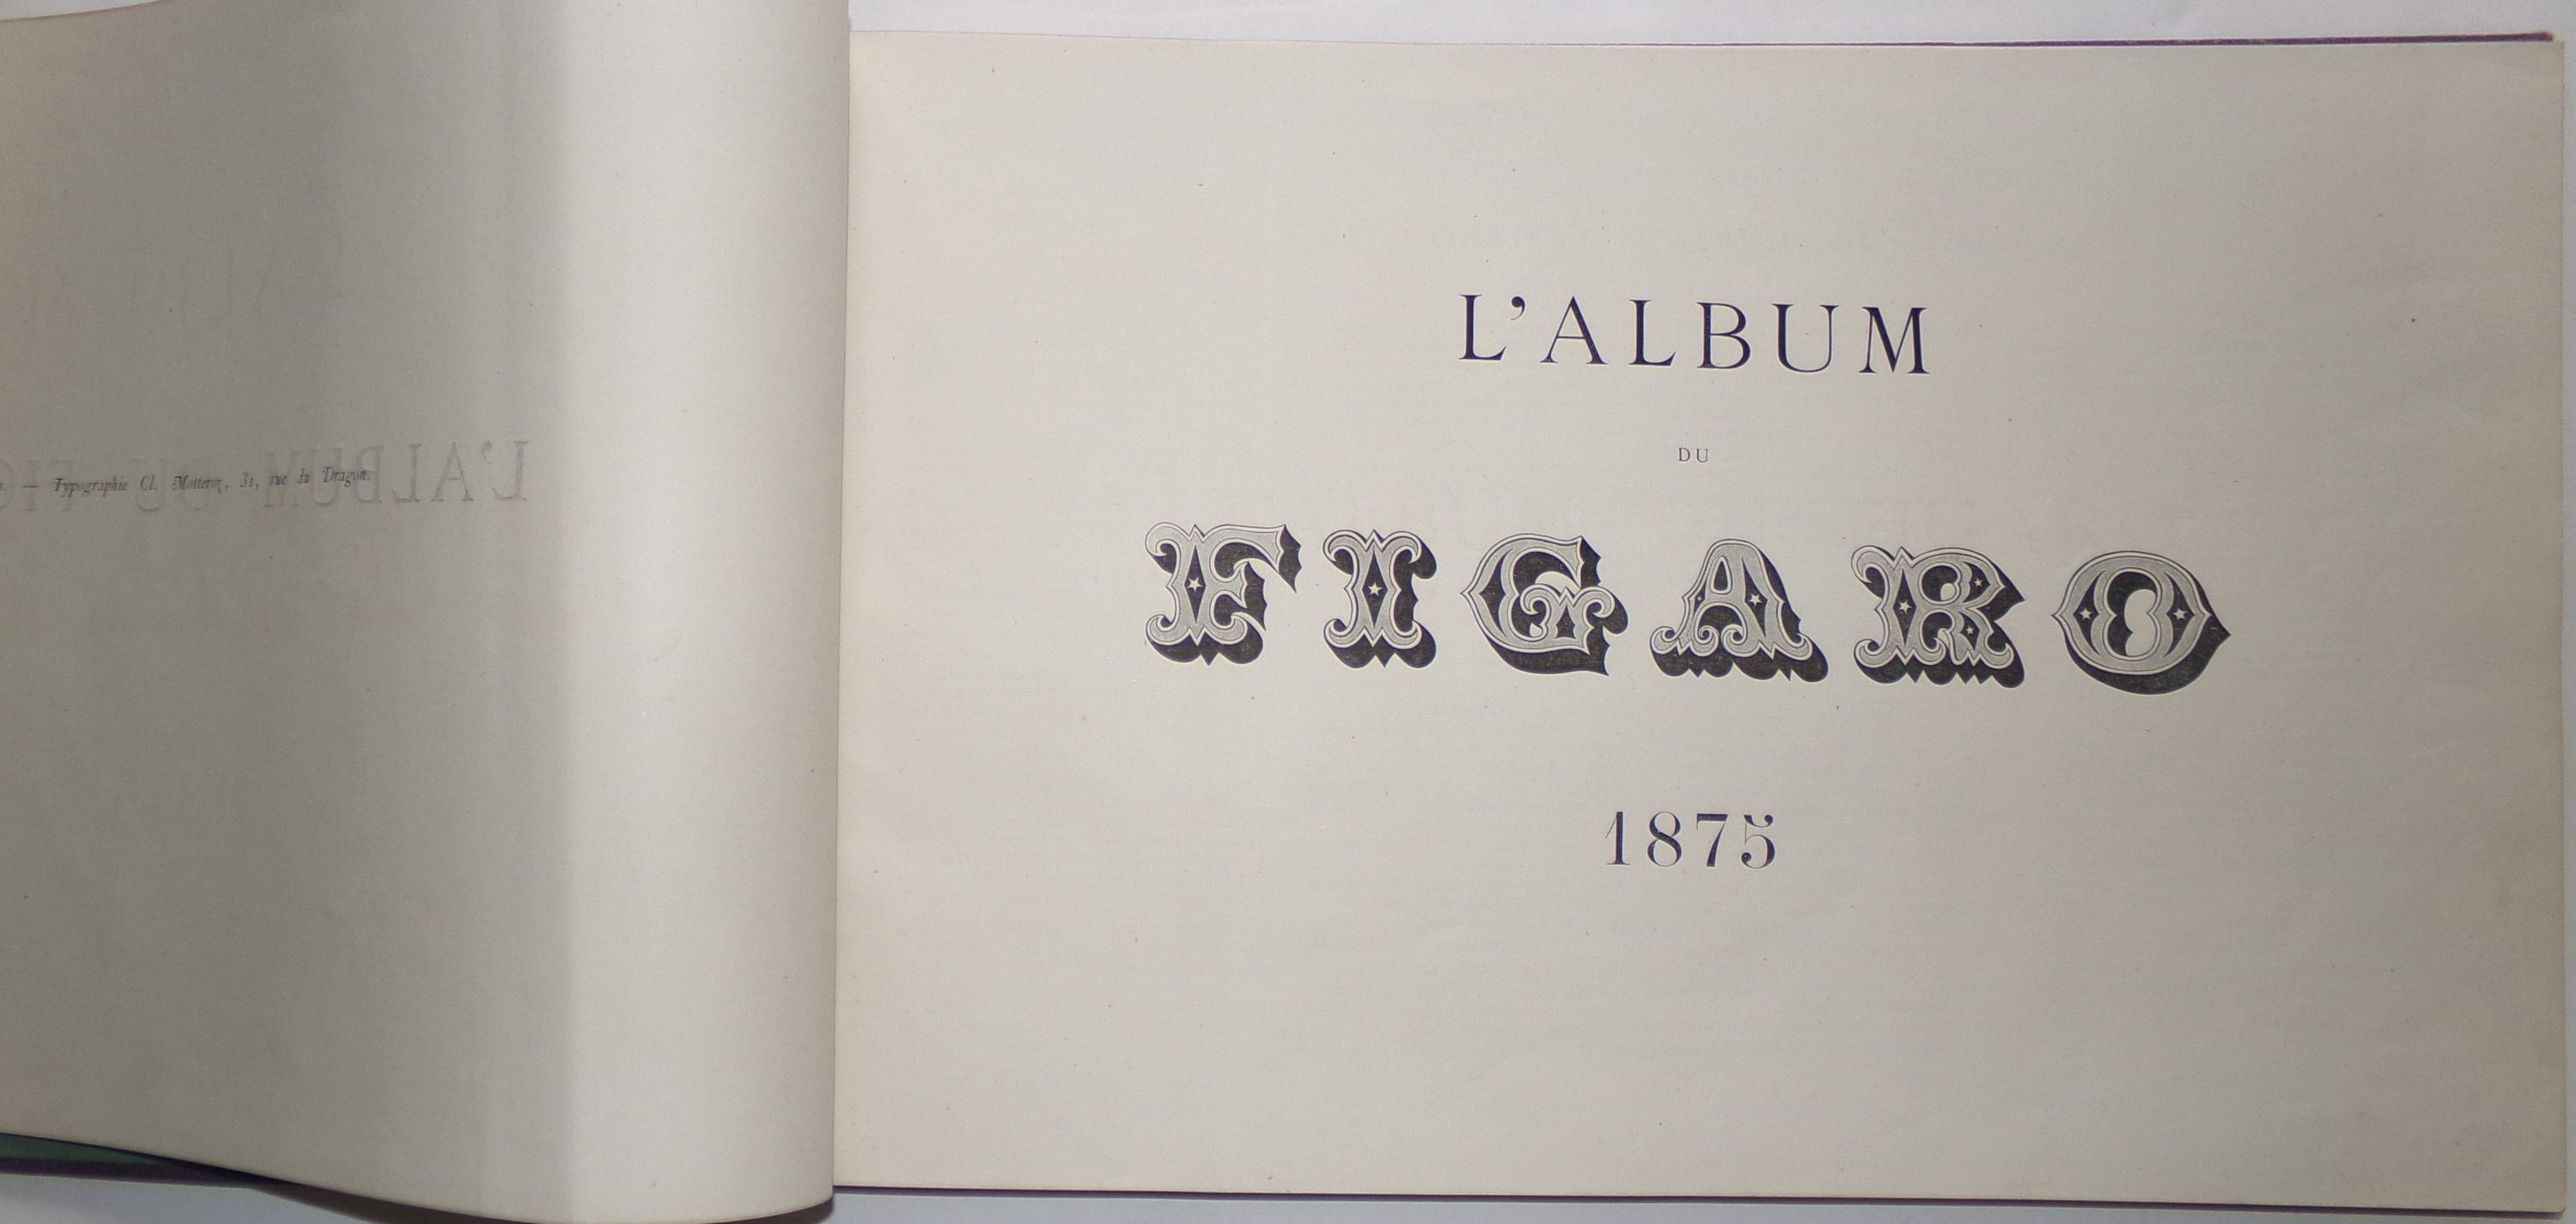 — Typographie Cl. Motteroz, 31, rue du Dragon.
L'ALBUM
DU
FIGARO
1875